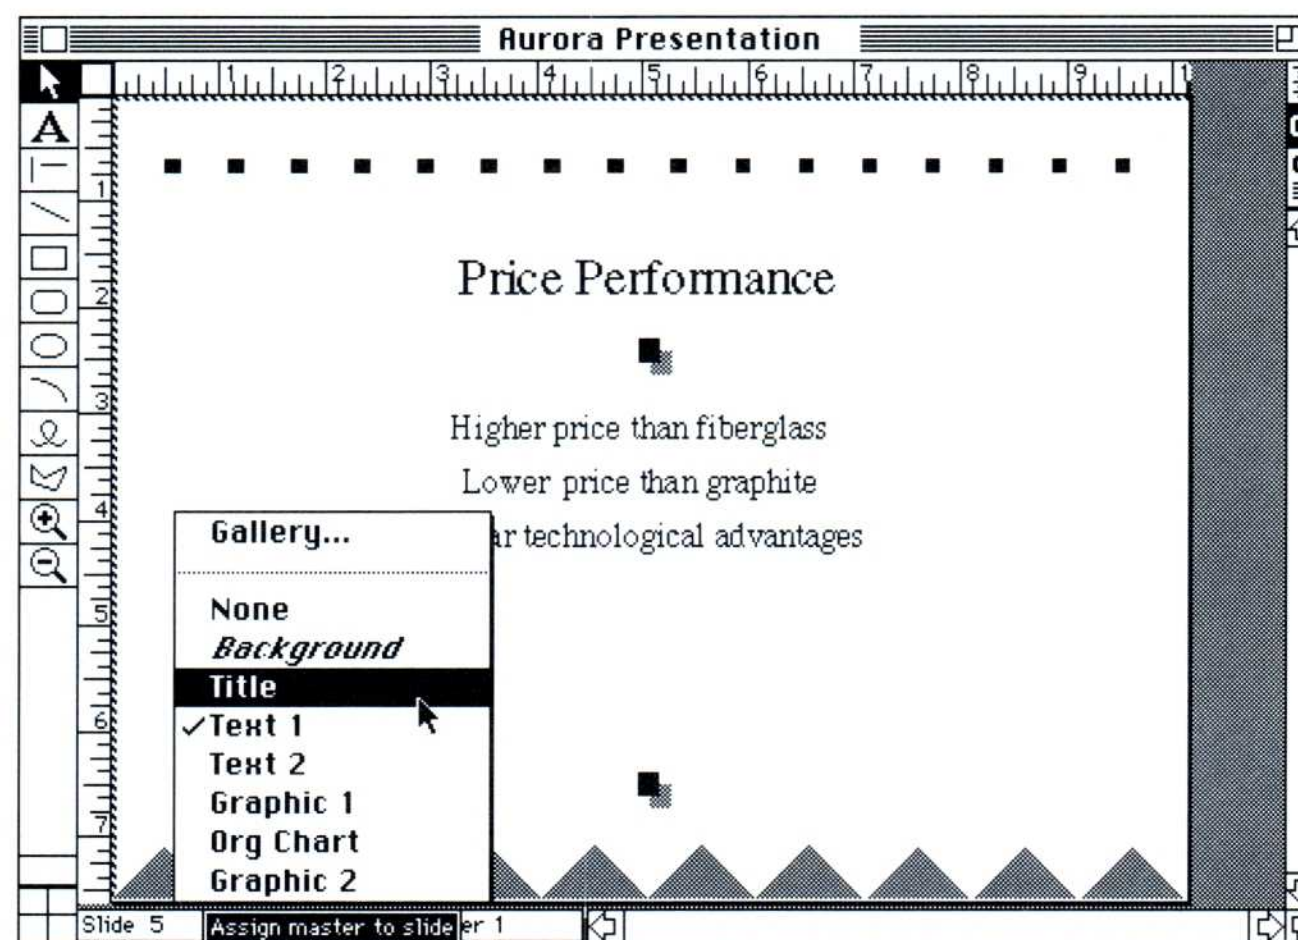 Aurora Presentation
1 2 3 4 5 6 7 8 9
A
1
2
3
4
5
6
7
Price Performance
Higher price than fiberglass
Lower price than graphite
technological advantages
Gallery...
None
Background
Title
Text 1
Text 2
Graphic 1
Org Chart
Graphic 2
Slide 5 Assign master to slide er 1